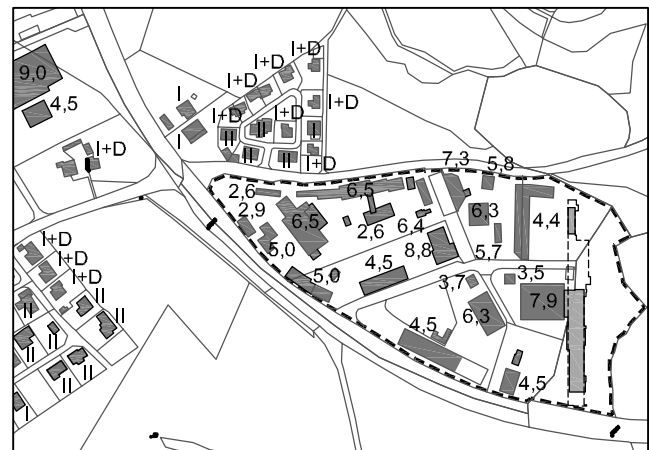 9,0
4,5
I+D
I+D
I+D
I+D
I
I+D
I+D
I
II
II
I
II
II
I+D
I+D
7,3
5,8
2,6
6,5
2,9
6,5
6,4
6,3
4,4
2,6
5,0
8,8
5,7
I+D
I+D
I+D
5,0
4,5
3,7
3,5
7,9
II
II
II
4,5
6,3
II
II
II
II
4,5
I